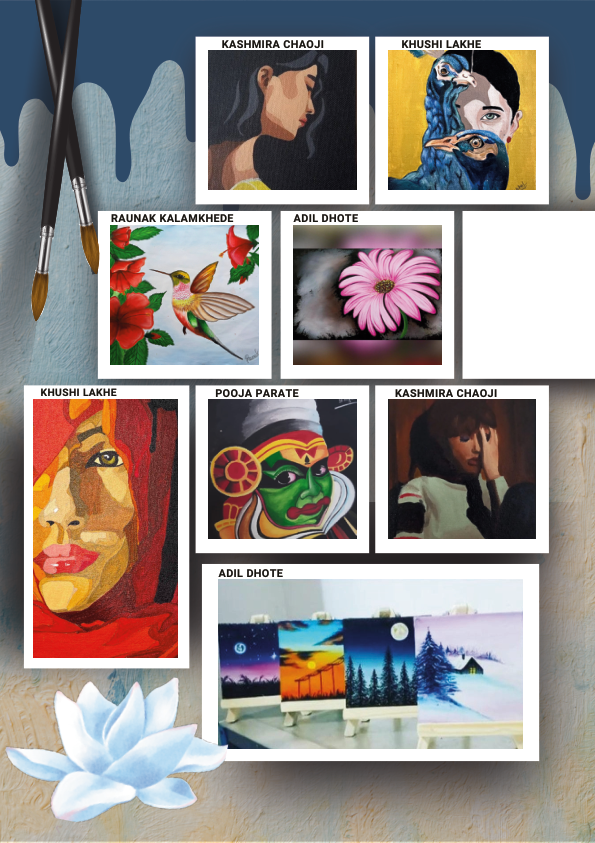 KASHMIRA CHAOJI
KHUSHI LAKHE
RAUNAK KALAMKHEDE
ADIL DHOTE
KHUSHI LAKHE
POOJA PARATE
KASHMIRA CHAOJI
ADIL DHOTE